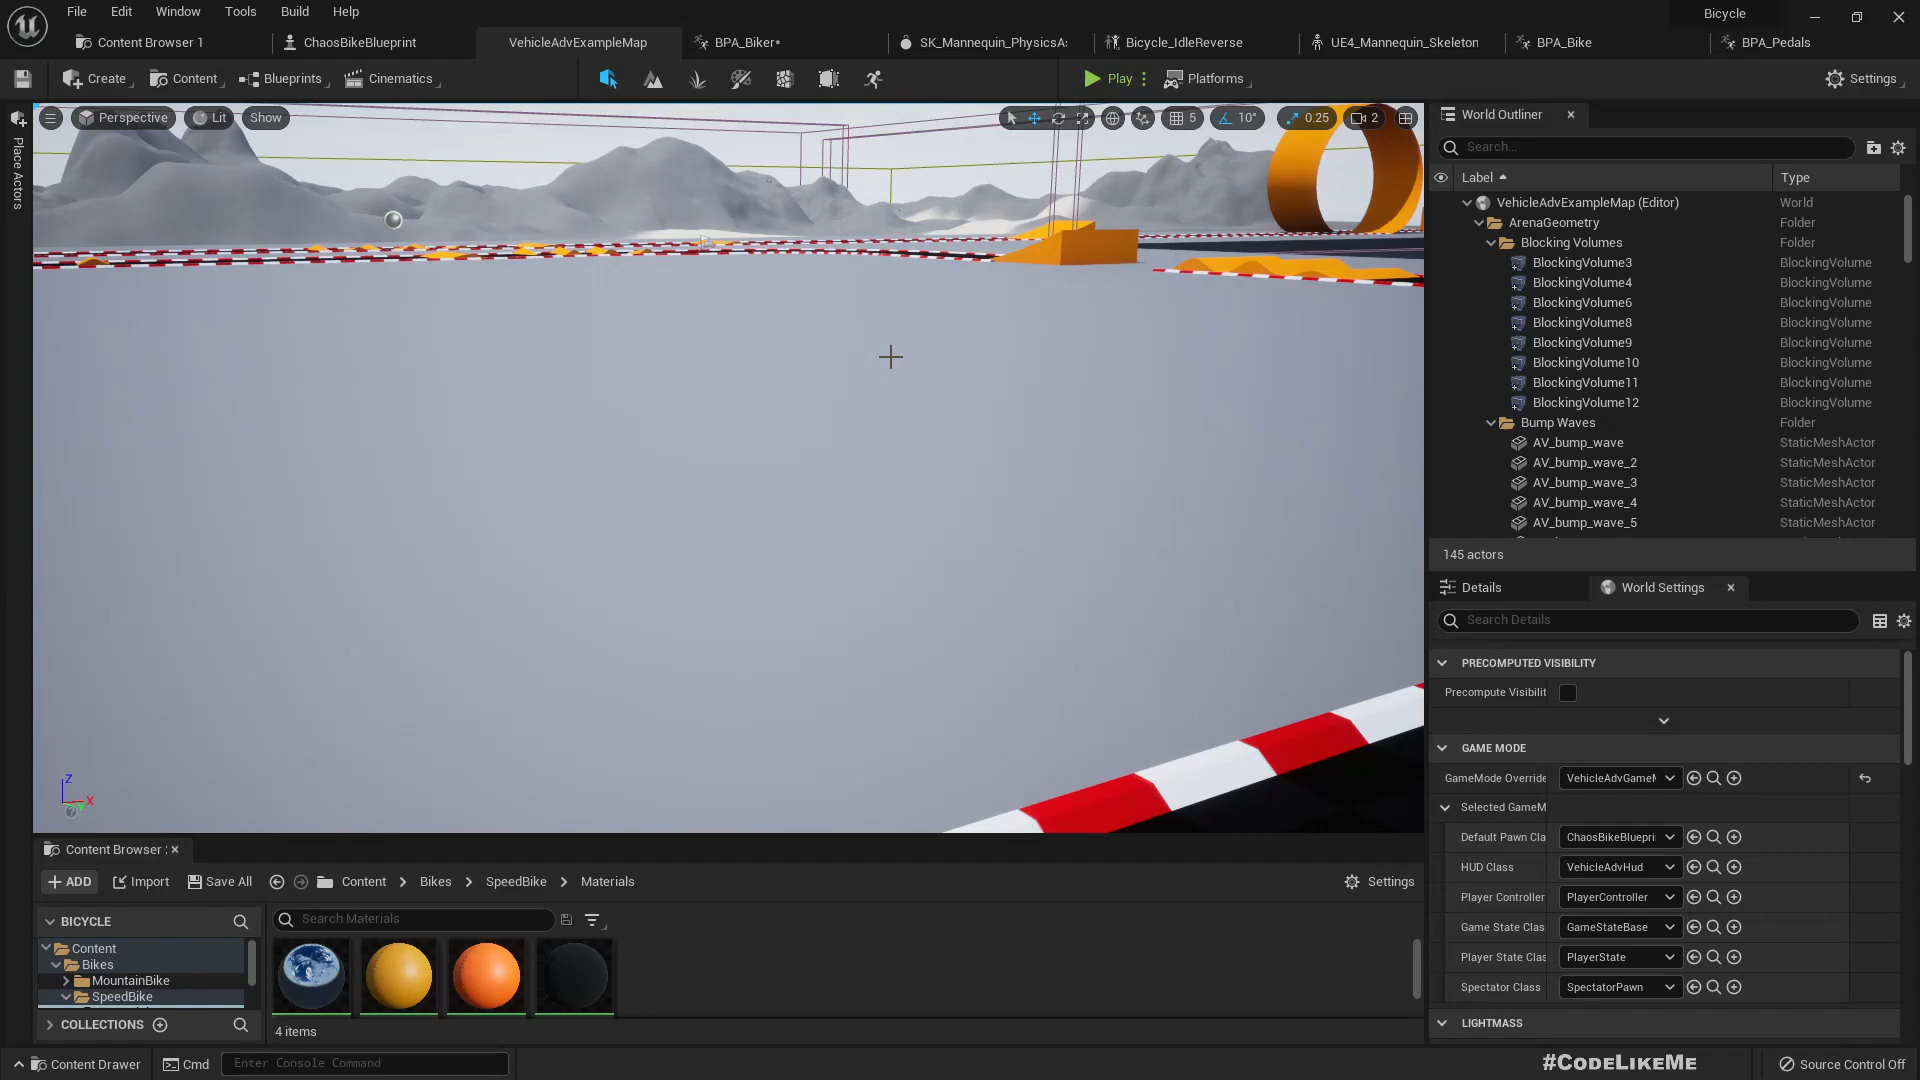 File Edit Window Tools Build Help
Bicycle
Content Browser 1 ChaosBikeBlueprint VehicleAdvExampleMap BPA_Biker* SK_Mannequin_PhysicsAs Bicycle_IdleReverse UE4_Mannequin_Skeleton BPA_Bike BPA_Pedals
Create Content Blueprints Cinematics Play Platforms Settings
Place Actors
Perspective Lit Show 5 10° 0.25 2
World Outliner
Search...
Label Type
VehicleAdvExampleMap (Editor) World
ArenaGeometry Folder
Blocking Volumes Folder
BlockingVolume3 BlockingVolume
BlockingVolume4 BlockingVolume
BlockingVolume6 BlockingVolume
BlockingVolume8 BlockingVolume
BlockingVolume9 BlockingVolume
BlockingVolume10 BlockingVolume
BlockingVolume11 BlockingVolume
BlockingVolume12 BlockingVolume
Bump Waves Folder
AV_bump_wave StaticMeshActor
AV_bump_wave_2 StaticMeshActor
AV_bump_wave_3 StaticMeshActor
AV_bump_wave_4 StaticMeshActor
AV_bump_wave_5 StaticMeshActor
145 actors
Details World Settings
Search Details
PRECOMPUTED VISIBILITY
Precompute Visibilit
GAME MODE
GameMode Override VehicleAdvGameM
Selected GameM
Default Pawn Cla ChaosBikeBluepri
HUD Class VehicleAdvHud
Player Controller PlayerController
Game State Clas GameStateBase
Player State Clas PlayerState
Spectator Class SpectatorPawn
LIGHTMASS
Z
X
Y
Content Browser :
ADD Import Save All Content Bikes SpeedBike Materials Settings
BICYCLE
Search Materials
Content
Bikes
MountainBike
SpeedBike
COLLECTIONS
4 items
Content Drawer Cmd Enter Console Command #CODELIKEME Source Control Off